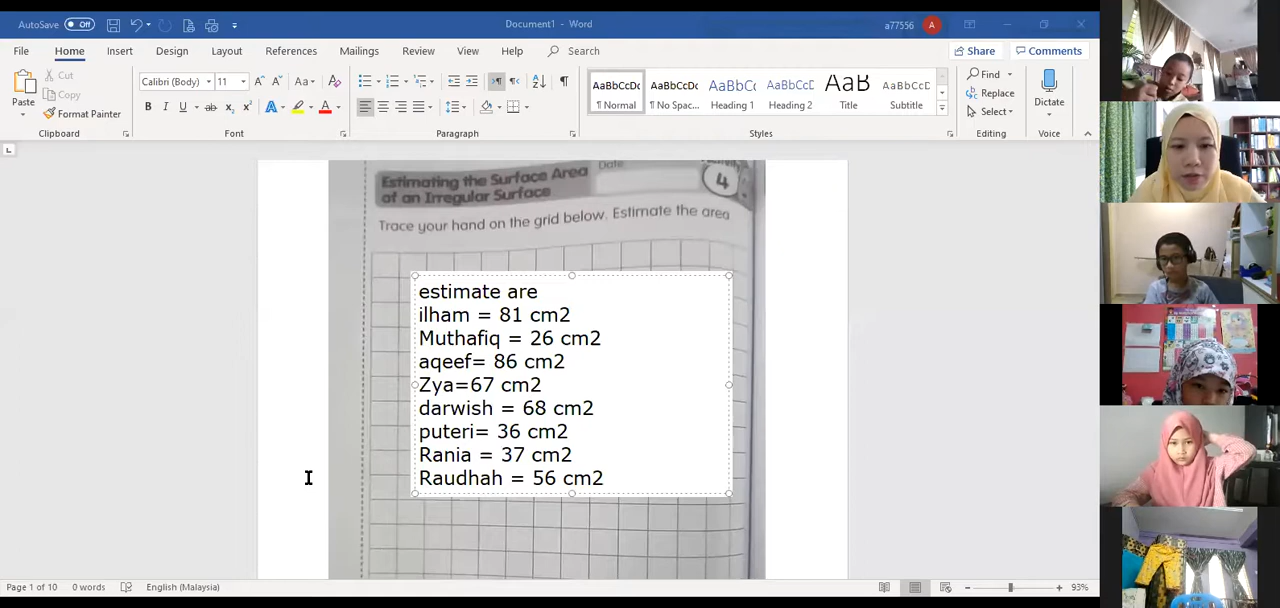 AutoSave Off Document1 - Word a77556 A
File Home Insert Design Layout References Mailings Review View Help Search Share Comments
Paste Cut Copy Format Painter
Calibri (Body) 11
AaBbCcDc AaBbCcDc AaBbCc AaBbCcD AaB AaBbCcD
¶ Normal ¶ No Spac... Heading 1 Heading 2 Title Subtitle
Find Replace Select
Dictate
Clipboard Font Paragraph Styles Editing Voice
Estimating the Surface Area
of an Irregular Surface
Date
4
Trace your hand on the grid below. Estimate the area
estimate are
ilham = 81 cm2
Muthafiq = 26 cm2
aqeef= 86 cm2
Zya=67 cm2
darwish = 68 cm2
puteri= 36 cm2
Rania = 37 cm2
Raudhah = 56 cm2
Page 1 of 10 0 words English (Malaysia) 93%